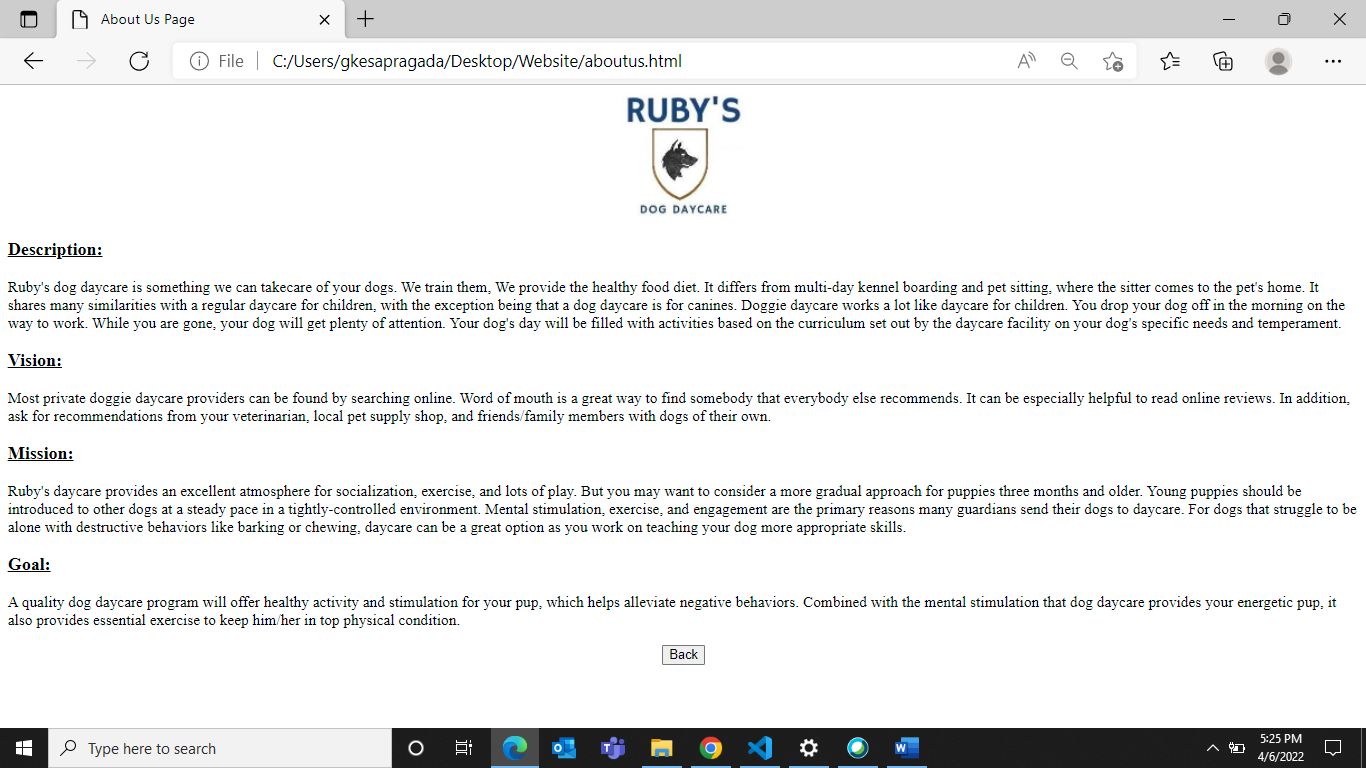 About Us Page
File
C:/Users/gkesapragada/Desktop/Website/aboutus.html
RUBY'S
DOG DAYCARE
Description:
Ruby's dog daycare is something we can takecare of your dogs. We train them, We provide the healthy food diet. It differs from multi-day kennel boarding and pet sitting, where the sitter comes to the pet's home. It
shares many similarities with a regular daycare for children, with the exception being that a dog daycare is for canines. Doggie daycare works a lot like daycare for children. You drop your dog off in the morning on the
way to work. While you are gone, your dog will get plenty of attention. Your dog's day will be filled with activities based on the curriculum set out by the daycare facility on your dog's specific needs and temperament.
Vision:
Most private doggie daycare providers can be found by searching online. Word of mouth is a great way to find somebody that everybody else recommends. It can be especially helpful to read online reviews. In addition,
ask for recommendations from your veterinarian, local pet supply shop, and friends/family members with dogs of their own.
Mission:
Ruby's daycare provides an excellent atmosphere for socialization, exercise, and lots of play. But you may want to consider a more gradual approach for puppies three months and older. Young puppies should be
introduced to other dogs at a steady pace in a tightly-controlled environment. Mental stimulation, exercise, and engagement are the primary reasons many guardians send their dogs to daycare. For dogs that struggle to be
alone with destructive behaviors like barking or chewing, daycare can be a great option as you work on teaching your dog more appropriate skills.
Goal:
A quality dog daycare program will offer healthy activity and stimulation for your pup, which helps alleviate negative behaviors. Combined with the mental stimulation that dog daycare provides your energetic pup, it
also provides essential exercise to keep him/her in top physical condition.
Back
Type here to search
5:25 PM
4/6/2022